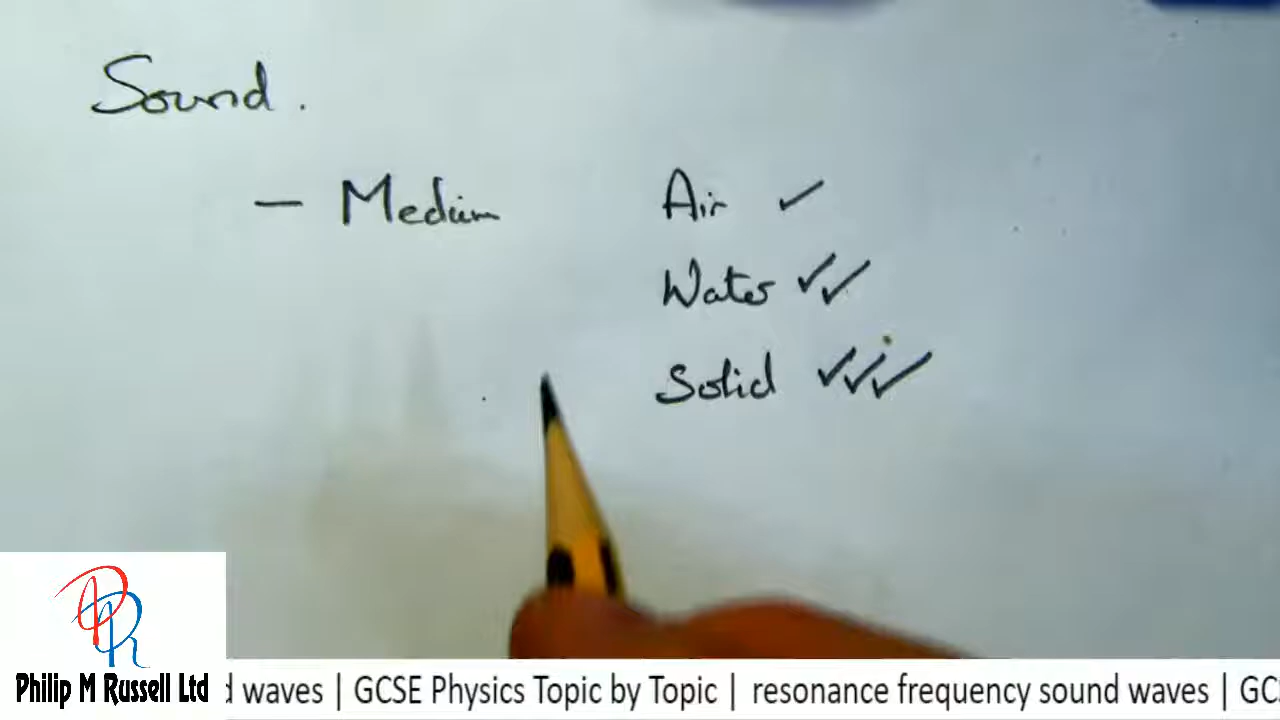 Sound.
– Medium Air ✓
Water ✓✓
Solid ✓✓✓
Philip M Russell Ltd
d waves | GCSE Physics Topic by Topic | resonance frequency sound waves | GC